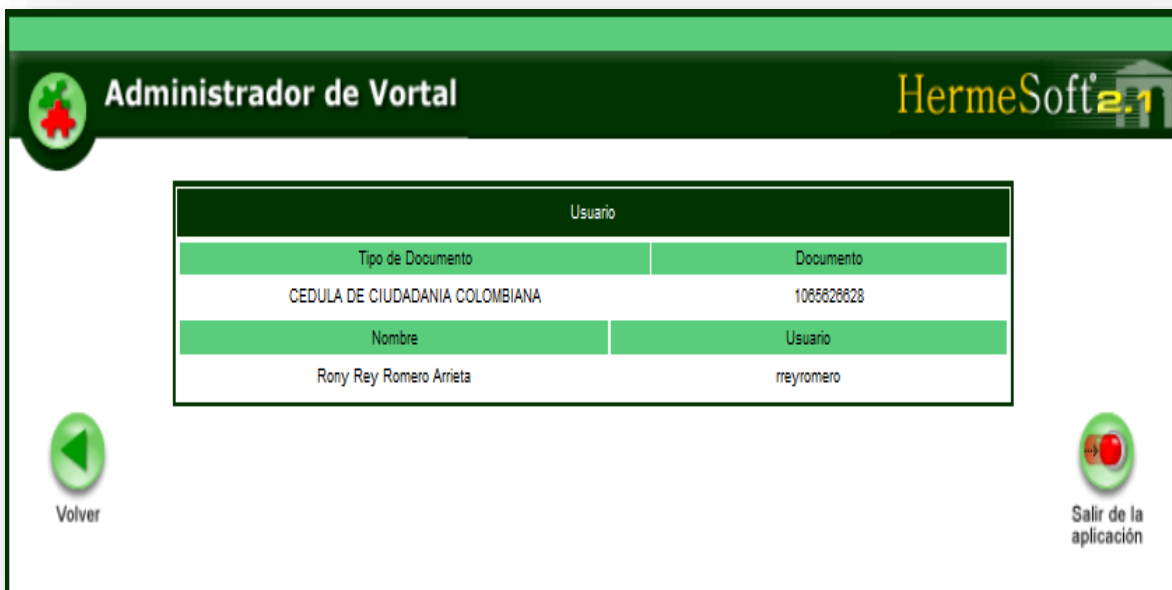 Administrador de Vortal
HermeSoft® 2.1
Usuario
Tipo de Documento Documento
CEDULA DE CIUDADANIA COLOMBIANA 1065626628
Nombre Usuario
Rony Rey Romero Arrieta rreyromero
Volver
Salir de la
aplicación